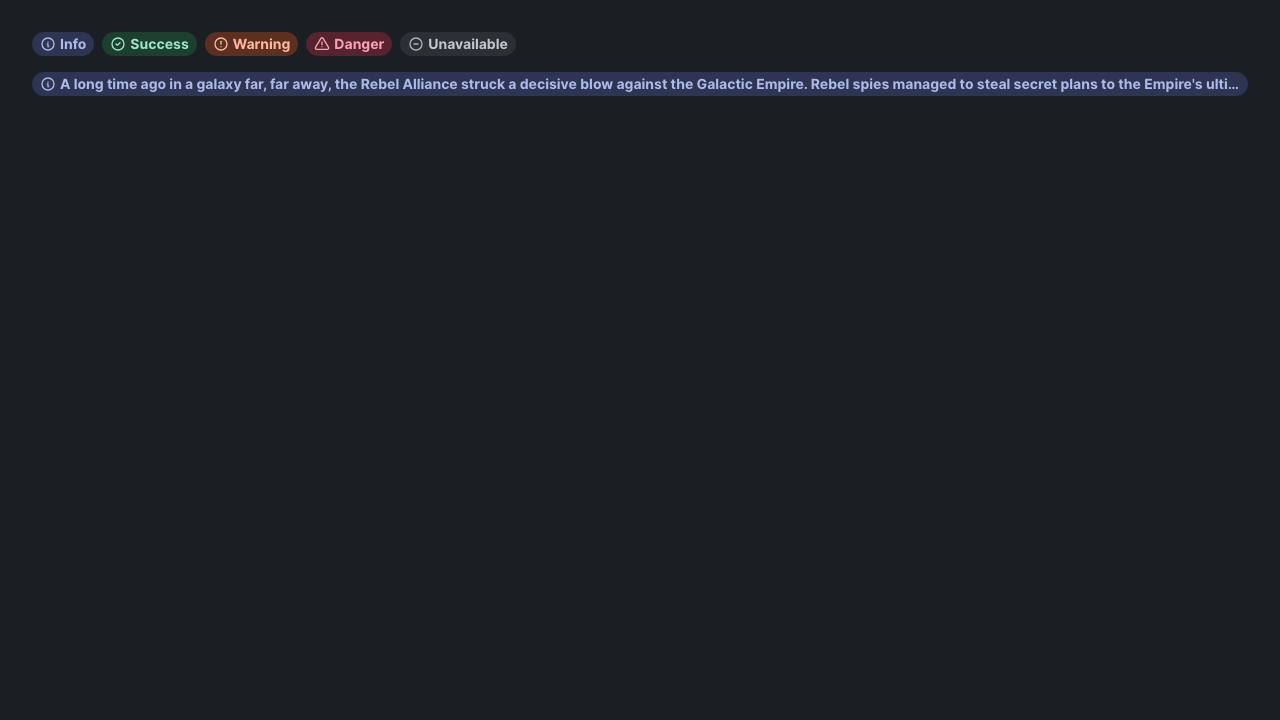 Info Success Warning Danger Unavailable
A long time ago in a galaxy far, far away, the Rebel Alliance struck a decisive blow against the Galactic Empire. Rebel spies managed to steal secret plans to the Empire's ulti…